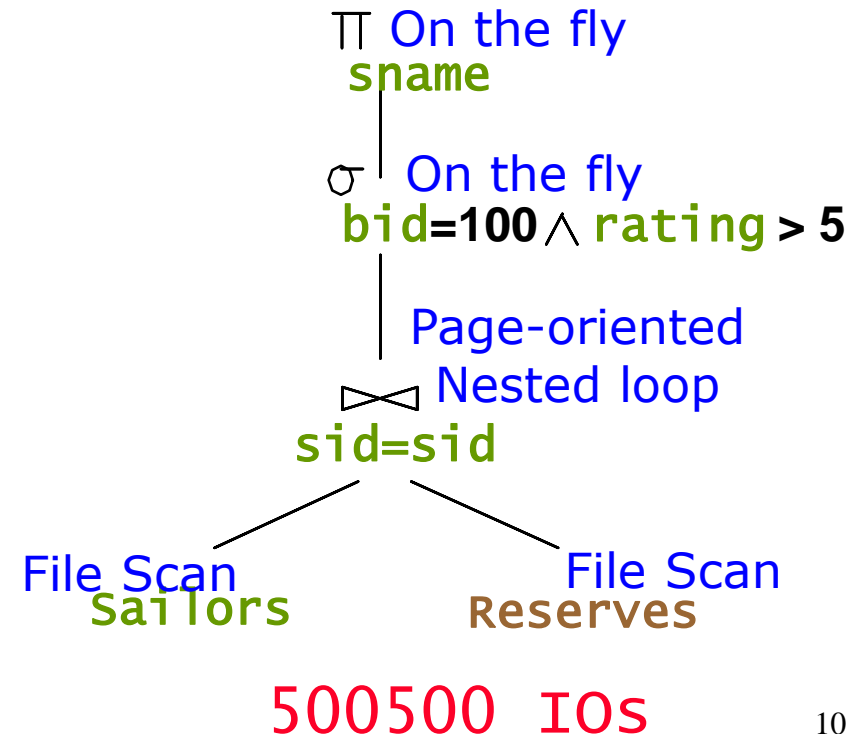 π On the fly
sname
σ On the fly
bid=100 ∧ rating > 5
Page-oriented
⋈ Nested loop
sid=sid
File Scan File Scan
Sailors Reserves
500500 IOs
10